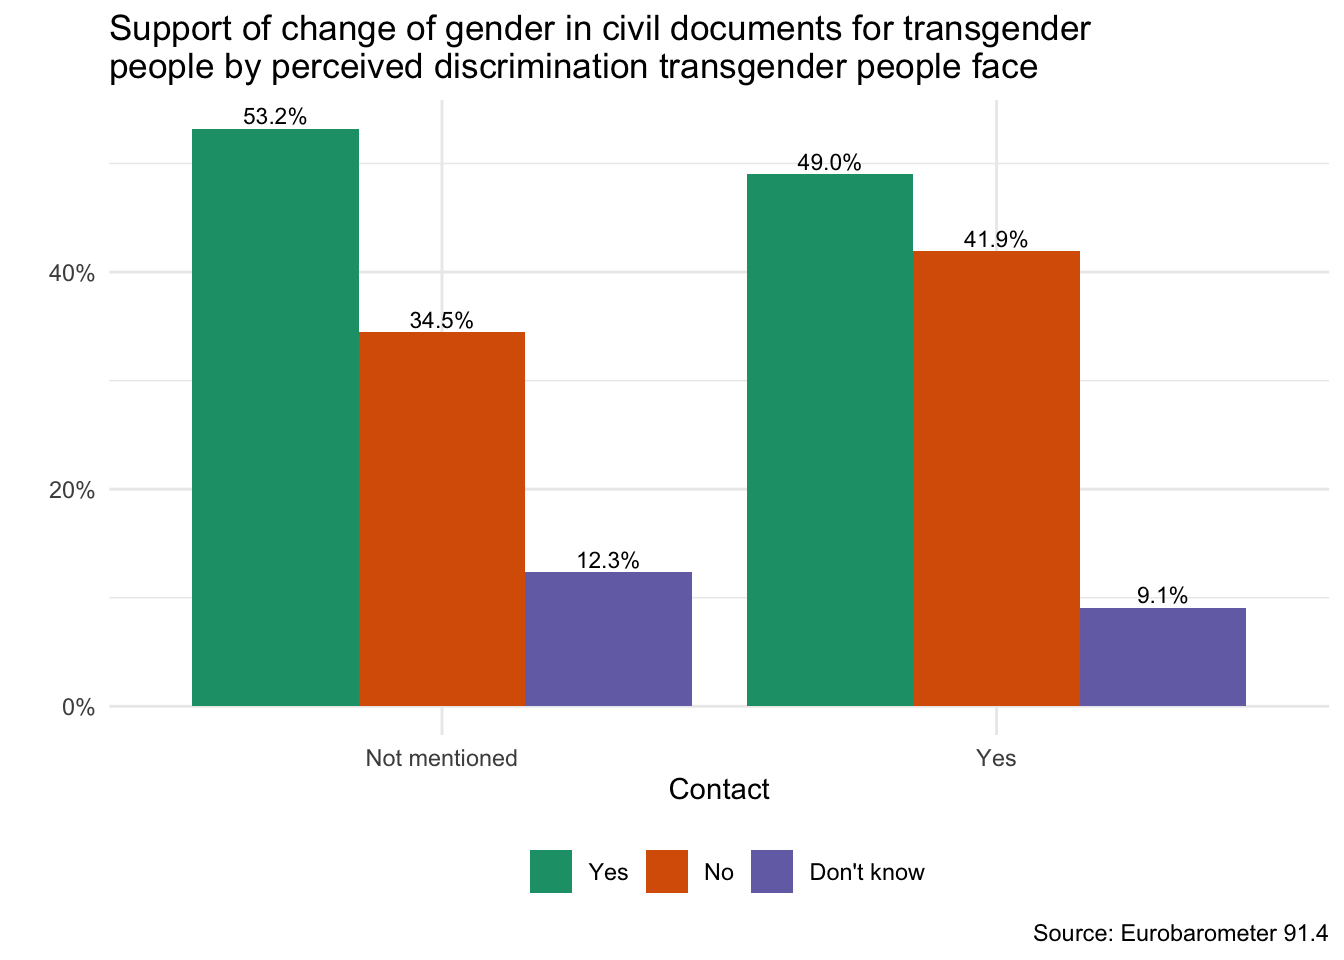 Support of change of gender in civil documents for transgender
people by perceived discrimination transgender people face
53.2%
49.0%
41.9%
40%
34.5%
20%
12.3%
9.1%
0%
Not mentioned Yes
Contact
Yes No Don't know
Source: Eurobarometer 91.4